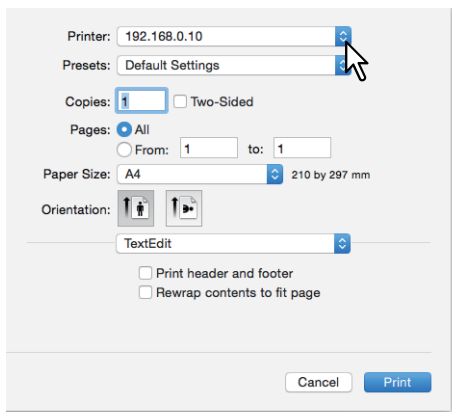 Printer: 192.168.0.10
Presets: Default Settings
Copies: 1 Two-Sided
Pages: All
From: 1 to: 1
Paper Size: A4 210 by 297 mm
Orientation:
TextEdit
Print header and footer
Rewrap contents to fit page
Cancel Print